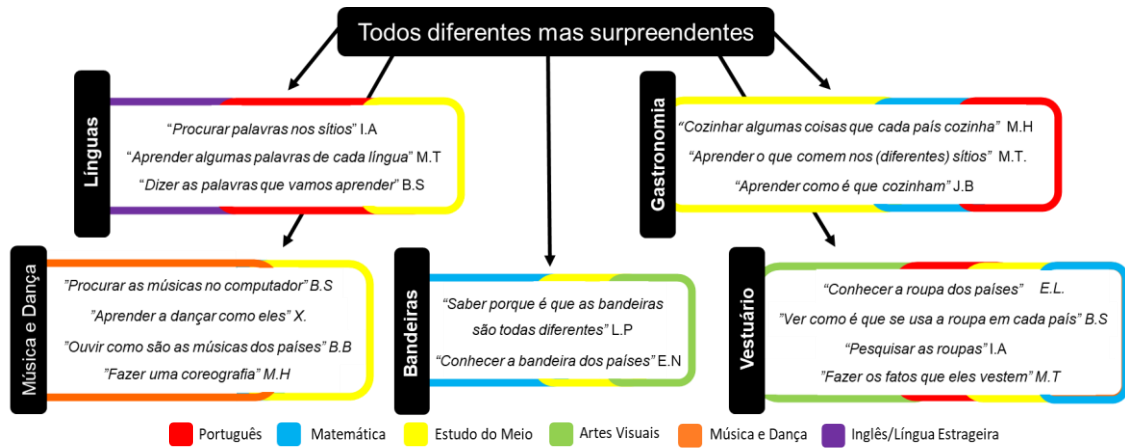 Todos diferentes mas surpreendentes
Línguas
“Procurar palavras nos sítios” I.A
“Aprender algumas palavras de cada língua” M.T
“Dizer as palavras que vamos aprender” B.S
Gastronomia
“Cozinhar algumas coisas que cada país cozinha” M.H
“Aprender o que comem nos (diferentes) sítios” M.T.
“Aprender como é que cozinham” J.B
Música e Dança
”Procurar as músicas no computador” B.S
“Aprender a dançar como eles” X.
”Ouvir como são as músicas dos países” B.B
“Fazer uma coreografia” M.H
Bandeiras
“Saber porque é que as bandeiras
são todas diferentes” L.P
“Conhecer a bandeira dos países” E.N
Vestuário
“Conhecer a roupa dos países” E.L.
“Ver como é que se usa a roupa em cada país” B.S
“Pesquisar as roupas” I.A
“Fazer os fatos que eles vestem” M.T
Português
Matemática
Estudo do Meio
Artes Visuais
Música e Dança
Inglês/Língua Estrageira